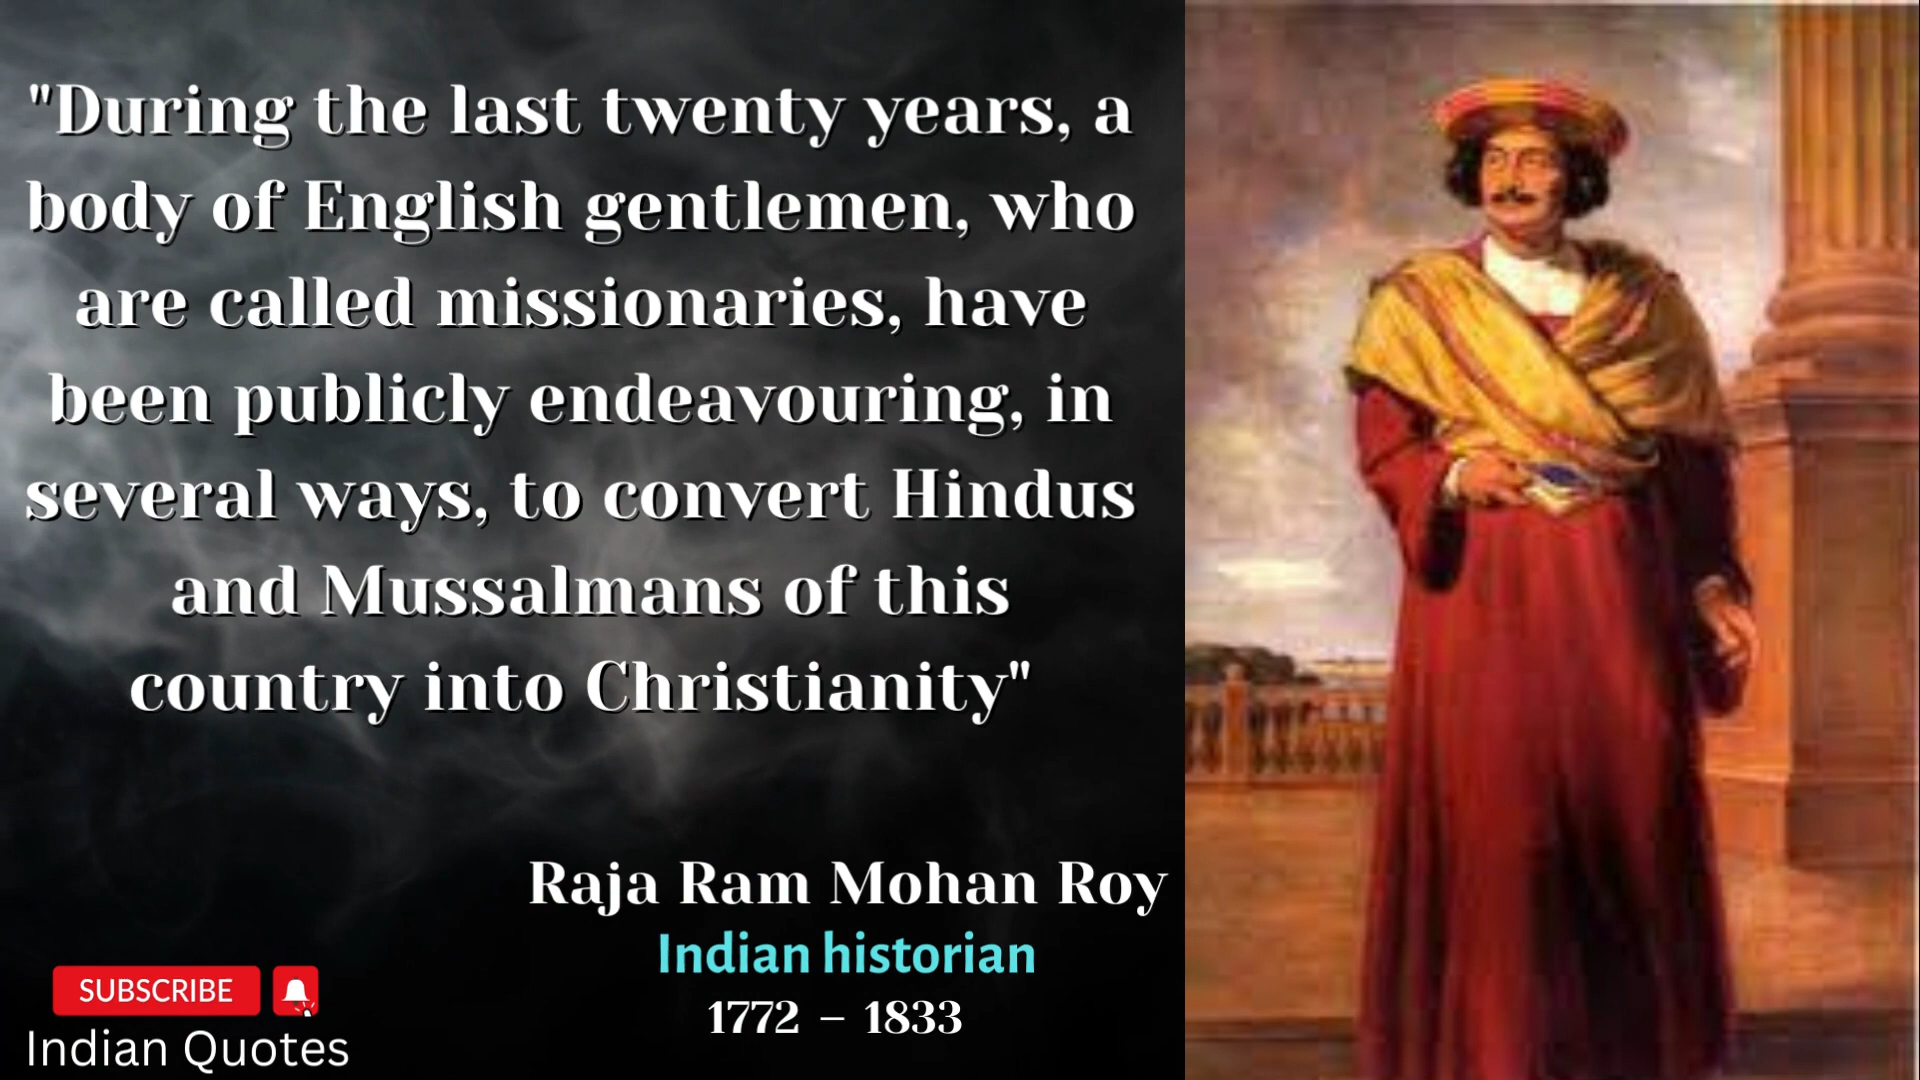 "During the last twenty years, a
body of English gentlemen, who
are called missionaries, have
been publicly endeavouring, in
several ways, to convert Hindus
and Mussalmans of this
country into Christianity"
Raja Ram Mohan Roy
Indian historian
1772 – 1833
SUBSCRIBE
Indian Quotes